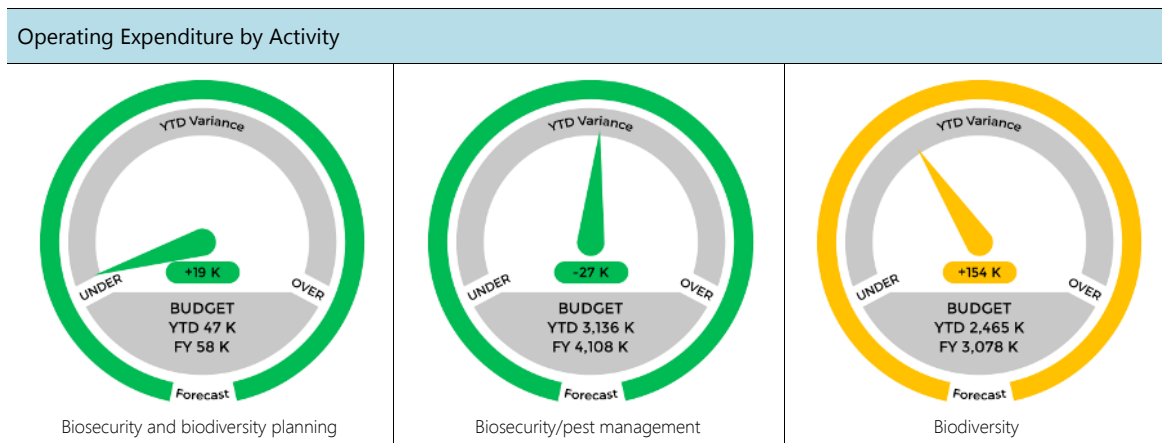 Operating Expenditure by Activity
YTD Variance
+19 K
UNDER
OVER
BUDGET
YTD 47 K
FY 58 K
Forecast
Biosecurity and biodiversity planning
YTD Variance
-27 K
UNDER
OVER
BUDGET
YTD 3,136 K
FY 4,108 K
Forecast
Biosecurity/pest management
YTD Variance
+154 K
UNDER
OVER
BUDGET
YTD 2,465 K
FY 3,078 K
Forecast
Biodiversity